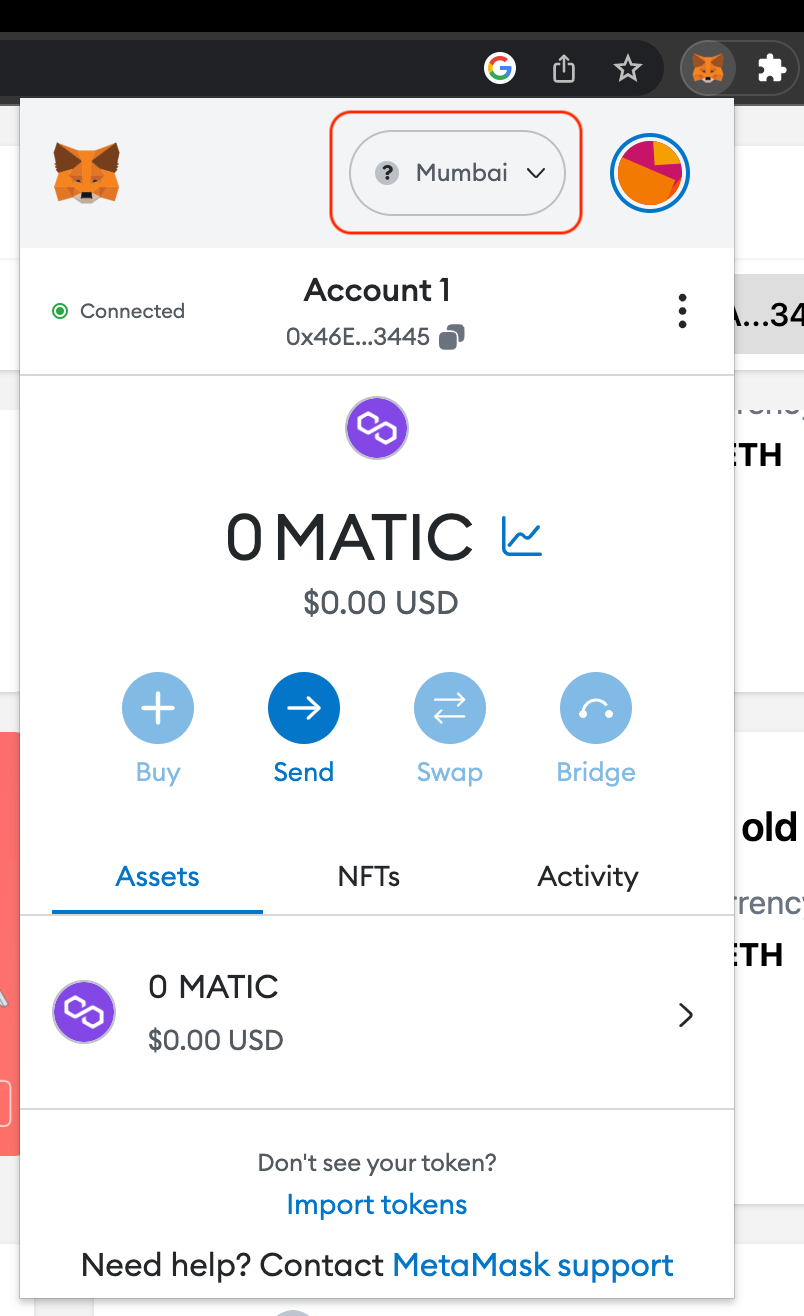 ? Mumbai
Account 1
Connected
0x46E...3445
...34
ETH
0 MATIC
$0.00 USD
Buy Send Swap Bridge
old
Assets NFTs Activity
ETH
0 MATIC
$0.00 USD
Don't see your token?
Import tokens
Need help? Contact MetaMask support